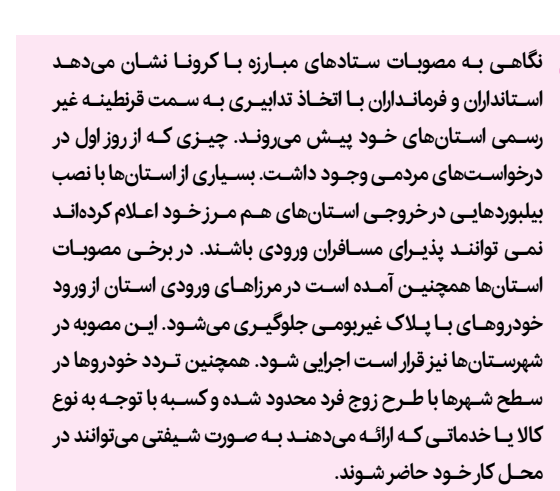 نگاهی به مصوبات ستادهای مبارزه با کرونا نشان می‌دهد
استانداران و فرمانداران با اتخاذ تدابیری به سمت قرنطینه غیر
رسمی استان‌های خود پیش می‌روند. چیزی که از روز اول در
درخواست‌های مردمی وجود داشت. بسیاری از استان‌ها با نصب
بیلبوردهایی در خروجی استان‌های هم مرز خود اعلام کرده‌اند
نمی توانند پذیرای مسافران ورودی باشند. در برخی مصوبات
استان‌ها همچنین آمده است در مرزاهای ورودی استان از ورود
خودروهای با پلاک غیربومی جلوگیری می‌شود. این مصوبه در
شهرستان‌ها نیز قرار است اجرایی شود. همچنین تردد خودروها در
سطح شهرها با طرح زوج فرد محدود شده و کسبه با توجه به نوع
کالا یا خدماتی که ارائه می‌دهند به صورت شیفتی می‌توانند در
محل کار خود حاضر شوند.